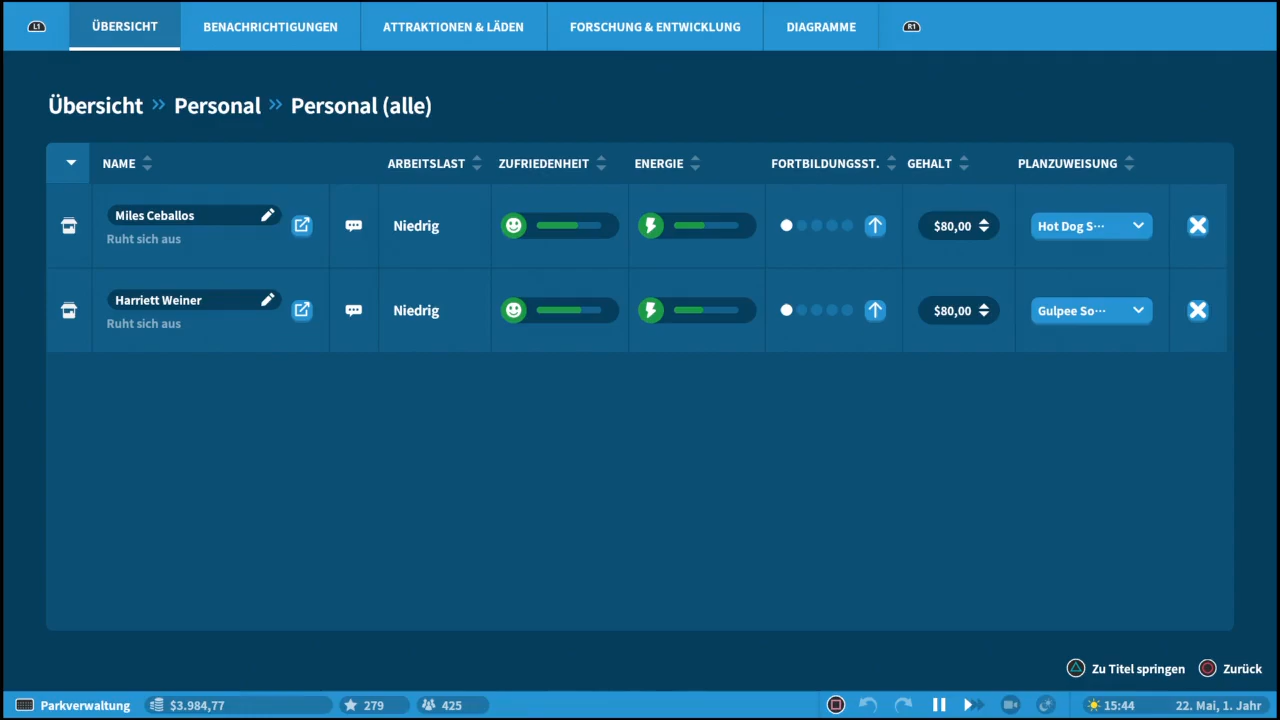 L1 ÜBERSICHT BENACHRICHTIGUNGEN ATTRAKTIONEN & LÄDEN FORSCHUNG & ENTWICKLUNG DIAGRAMME R1
Übersicht » Personal » Personal (alle)
NAME ARBEITSLAST ZUFRIEDENHEIT ENERGIE FORTBILDUNGSST. GEHALT PLANZUWEISUNG
Miles Ceballos
Ruht sich aus
Niedrig $80,00 Hot Dog S···
Harriett Weiner
Ruht sich aus
Niedrig $80,00 Gulpee So···
Zu Titel springen Zurück
Parkverwaltung $3.984,77 279 425 15:44 22. Mai, 1. Jahr